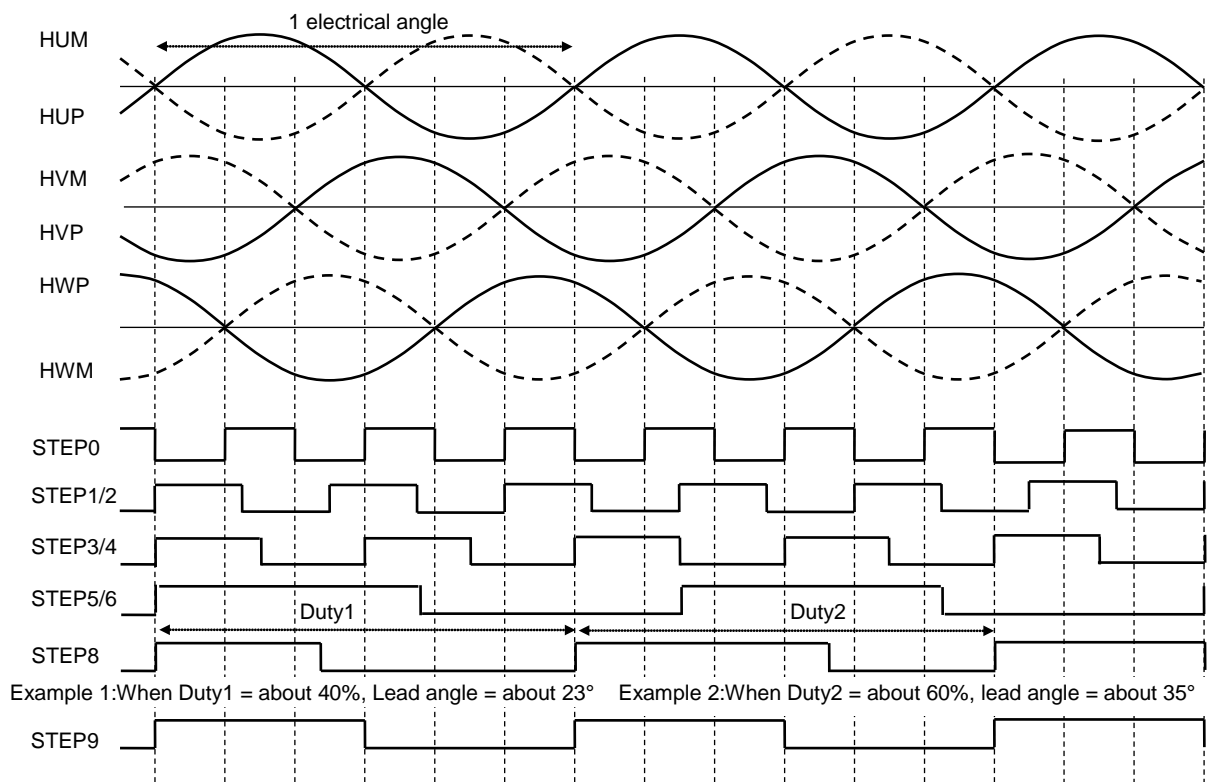 1 electrical angle
HUM
HUP
HVM
HVP
HWP
HWM
STEP0
STEP1/2
STEP3/4
STEP5/6
Duty1
Duty2
STEP8
Example 1:When Duty1 = about 40%, Lead angle = about 23°
Example 2:When Duty2 = about 60%, lead angle = about 35°
STEP9